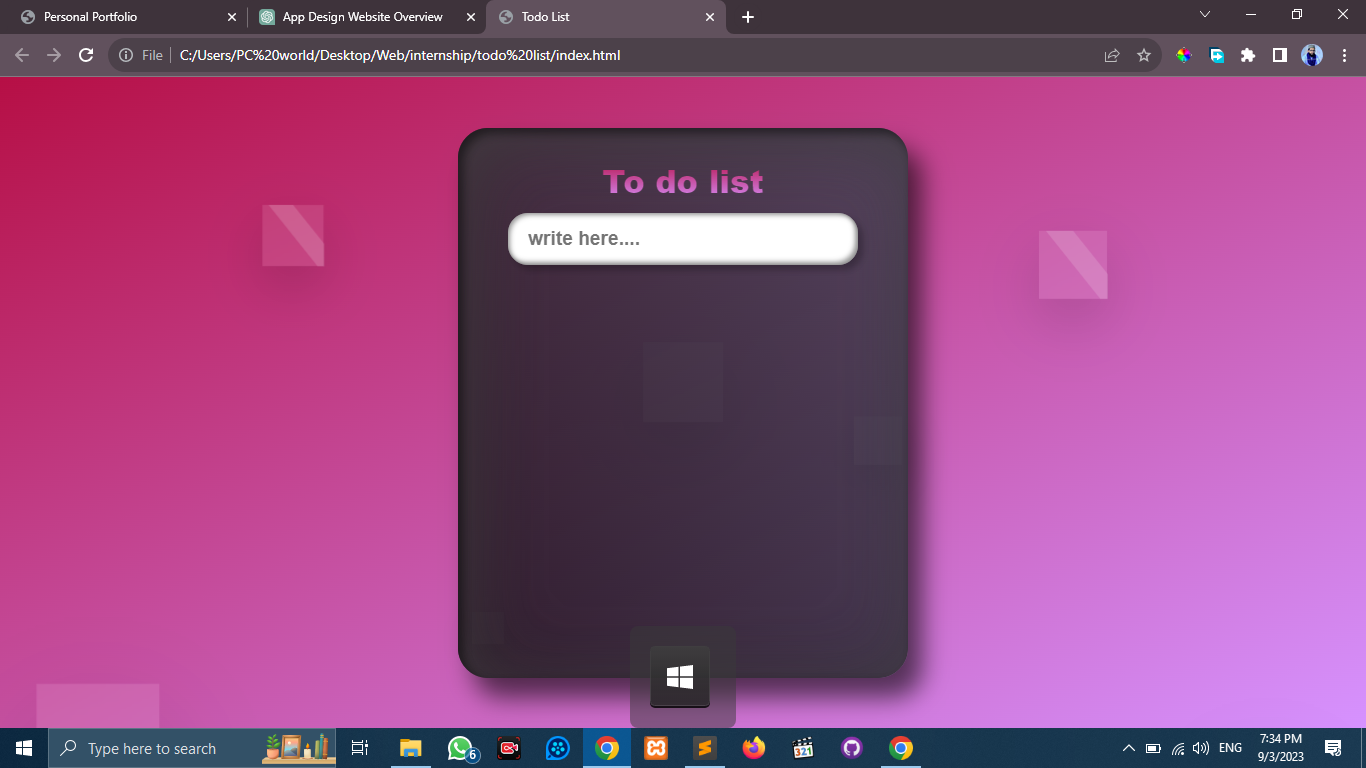 Personal Portfolio
App Design Website Overview
Todo List
File
C:/Users/PC%20world/Desktop/Web/internship/todo%20list/index.html
To do list
write here....
Type here to search
6
321
ENG
7:34 PM
9/3/2023